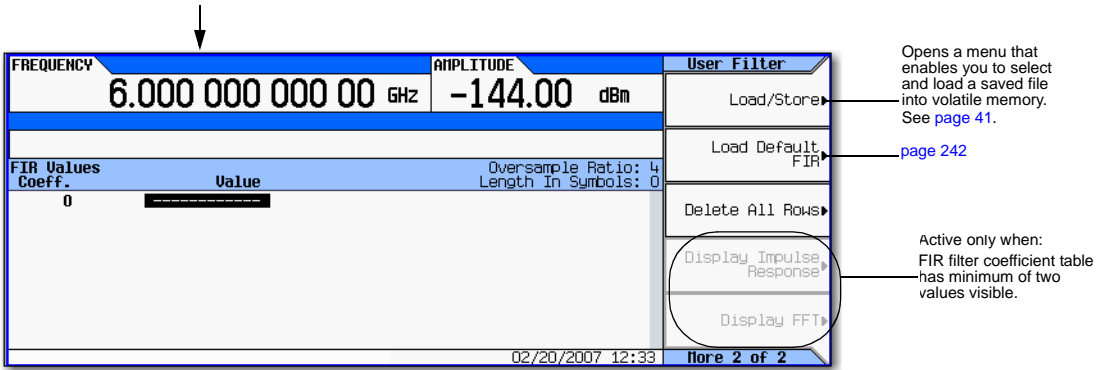 FREQUENCY
6.000 000 000 00 GHz
AMPLITUDE
-144.00 dBm
FIR Values
Coeff. Value
Oversample Ratio: 4
Length In Symbols: 0
0 ------------
02/20/2007 12:33
User Filter
Load/Store
Load Default
FIR
Delete All Rows
Display Impulse
Response
Display FFT
More 2 of 2
Opens a menu that
enables you to select
and load a saved file
into volatile memory.
See page 41.
page 242
Active only when:
FIR filter coefficient table
has minimum of two
values visible.